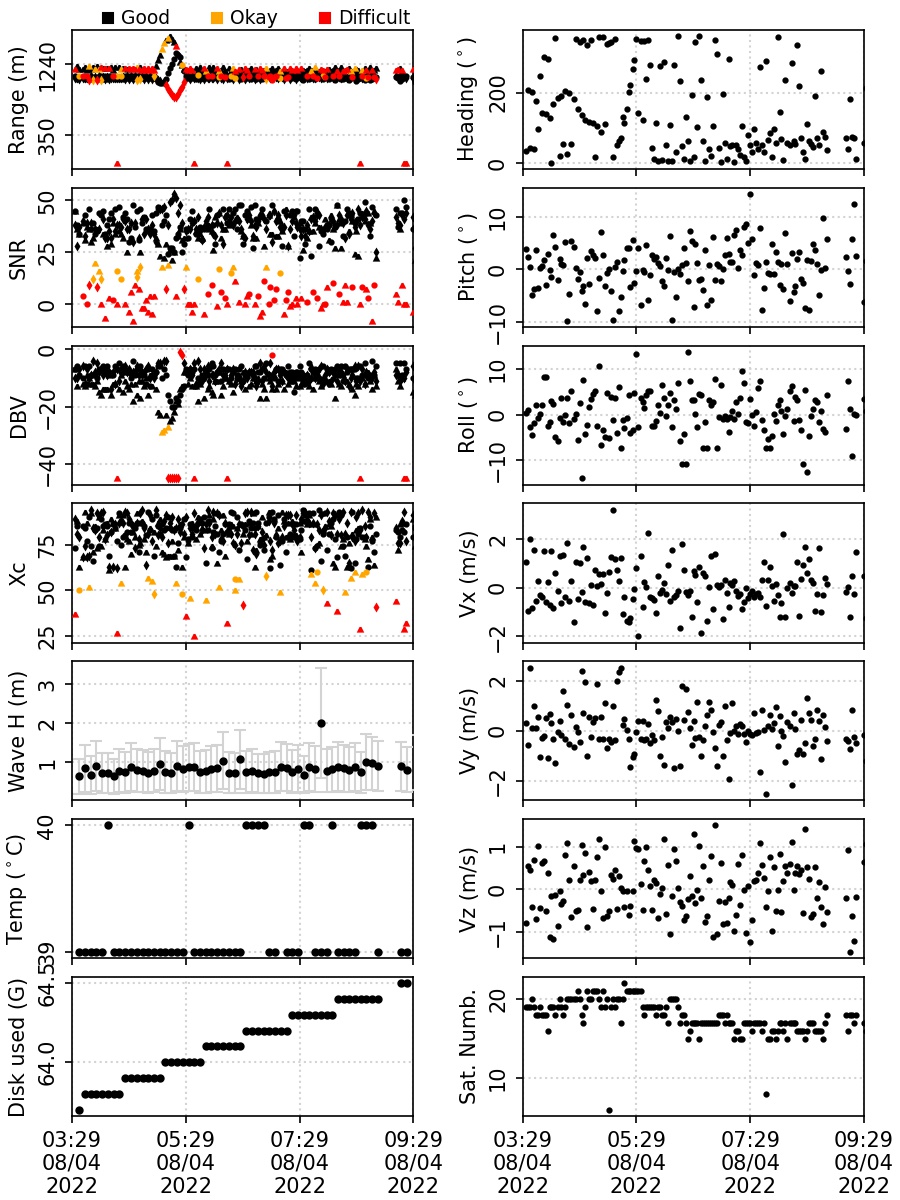 Good Okay Difficult
Range (m)
1240
350
Heading (°)
200
0
SNR
50
25
0
Pitch (°)
10
0
−10
DBV
0
−20
−40
Roll (°)
10
0
−10
Xc
75
50
25
Vx (m/s)
2
0
−2
Wave H (m)
3
2
1
Vy (m/s)
2
0
−2
Temp (°C)
40
39
Vz (m/s)
1
0
−1
Disk used (G)
64.5
64.0
Sat. Numb.
20
10
03:29 05:29 07:29 09:29
08/04 08/04 08/04 08/04
2022 2022 2022 2022
03:29 05:29 07:29 09:29
08/04 08/04 08/04 08/04
2022 2022 2022 2022